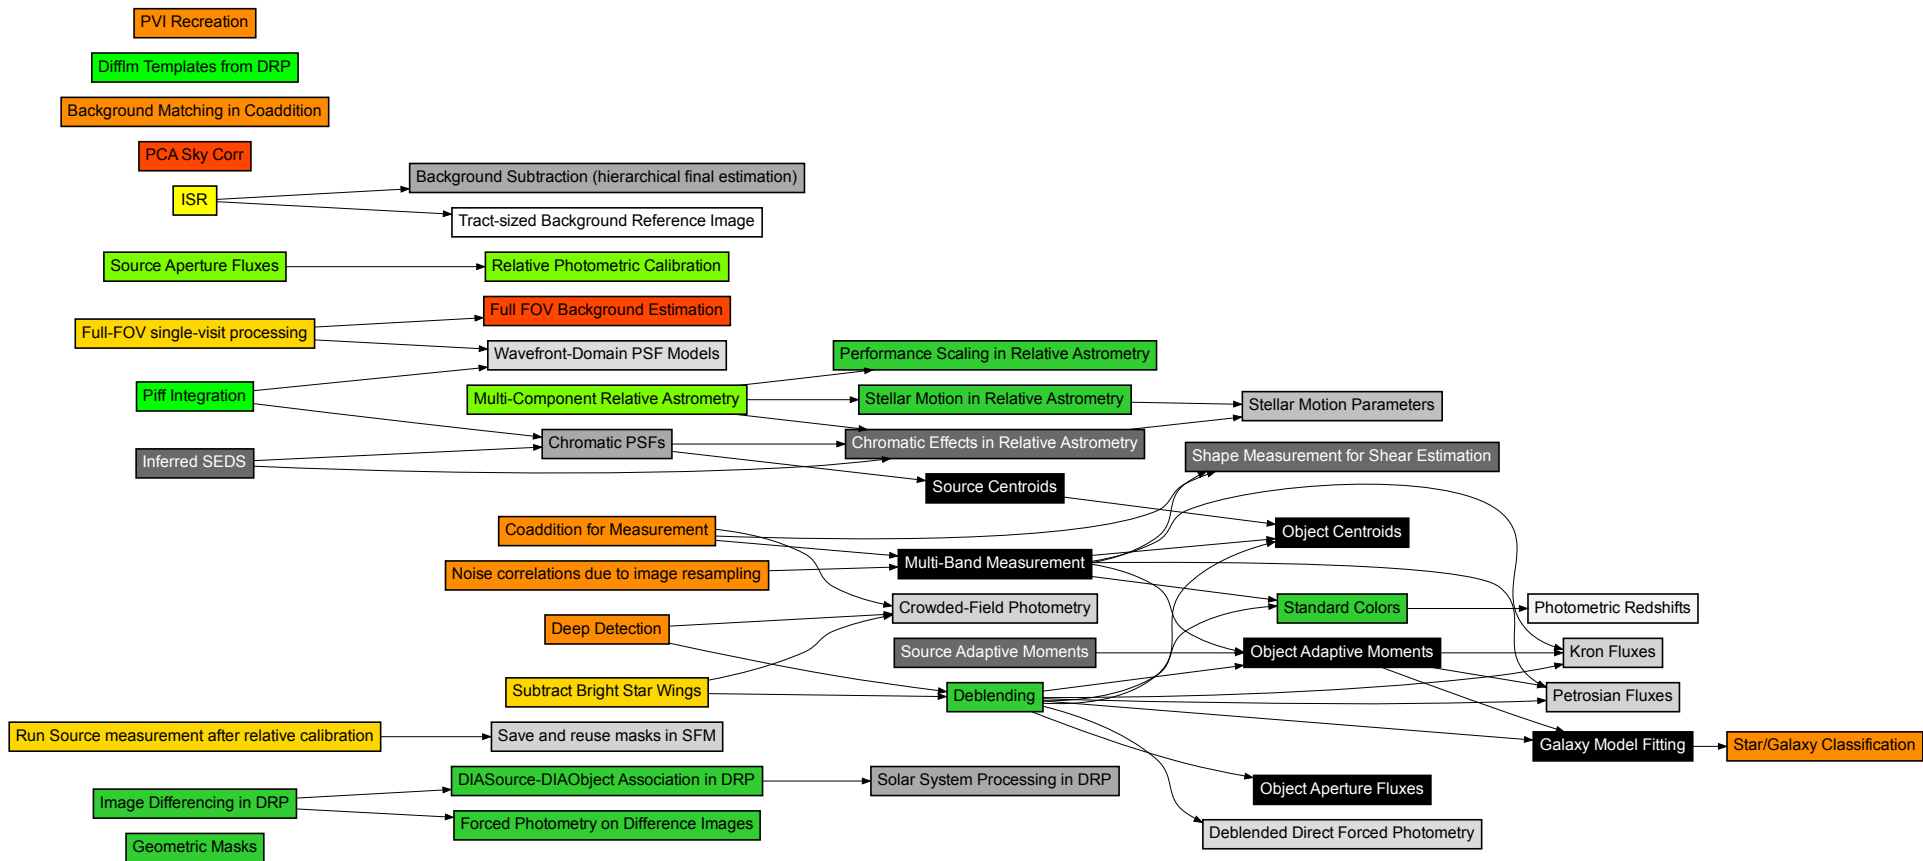 PVI Recreation
DiffIm Templates from DRP
Background Matching in Coaddition
PCA Sky Corr
Background Subtraction (hierarchical final estimation)
ISR
Tract-sized Background Reference Image
Source Aperture Fluxes
Relative Photometric Calibration
Full FOV Background Estimation
Full-FOV single-visit processing
Wavefront-Domain PSF Models
Performance Scaling in Relative Astrometry
Piff Integration
Multi-Component Relative Astrometry
Stellar Motion in Relative Astrometry
Stellar Motion Parameters
Chromatic PSFs
Chromatic Effects in Relative Astrometry
Inferred SEDS
Shape Measurement for Shear Estimation
Source Centroids
Coaddition for Measurement
Object Centroids
Multi-Band Measurement
Noise correlations due to image resampling
Crowded-Field Photometry
Standard Colors
Photometric Redshifts
Deep Detection
Source Adaptive Moments
Object Adaptive Moments
Kron Fluxes
Subtract Bright Star Wings
Deblending
Petrosian Fluxes
Run Source measurement after relative calibration
Save and reuse masks in SFM
Galaxy Model Fitting
Star/Galaxy Classification
DIASource-DIAObject Association in DRP
Solar System Processing in DRP
Object Aperture Fluxes
Image Differencing in DRP
Forced Photometry on Difference Images
Deblended Direct Forced Photometry
Geometric Masks